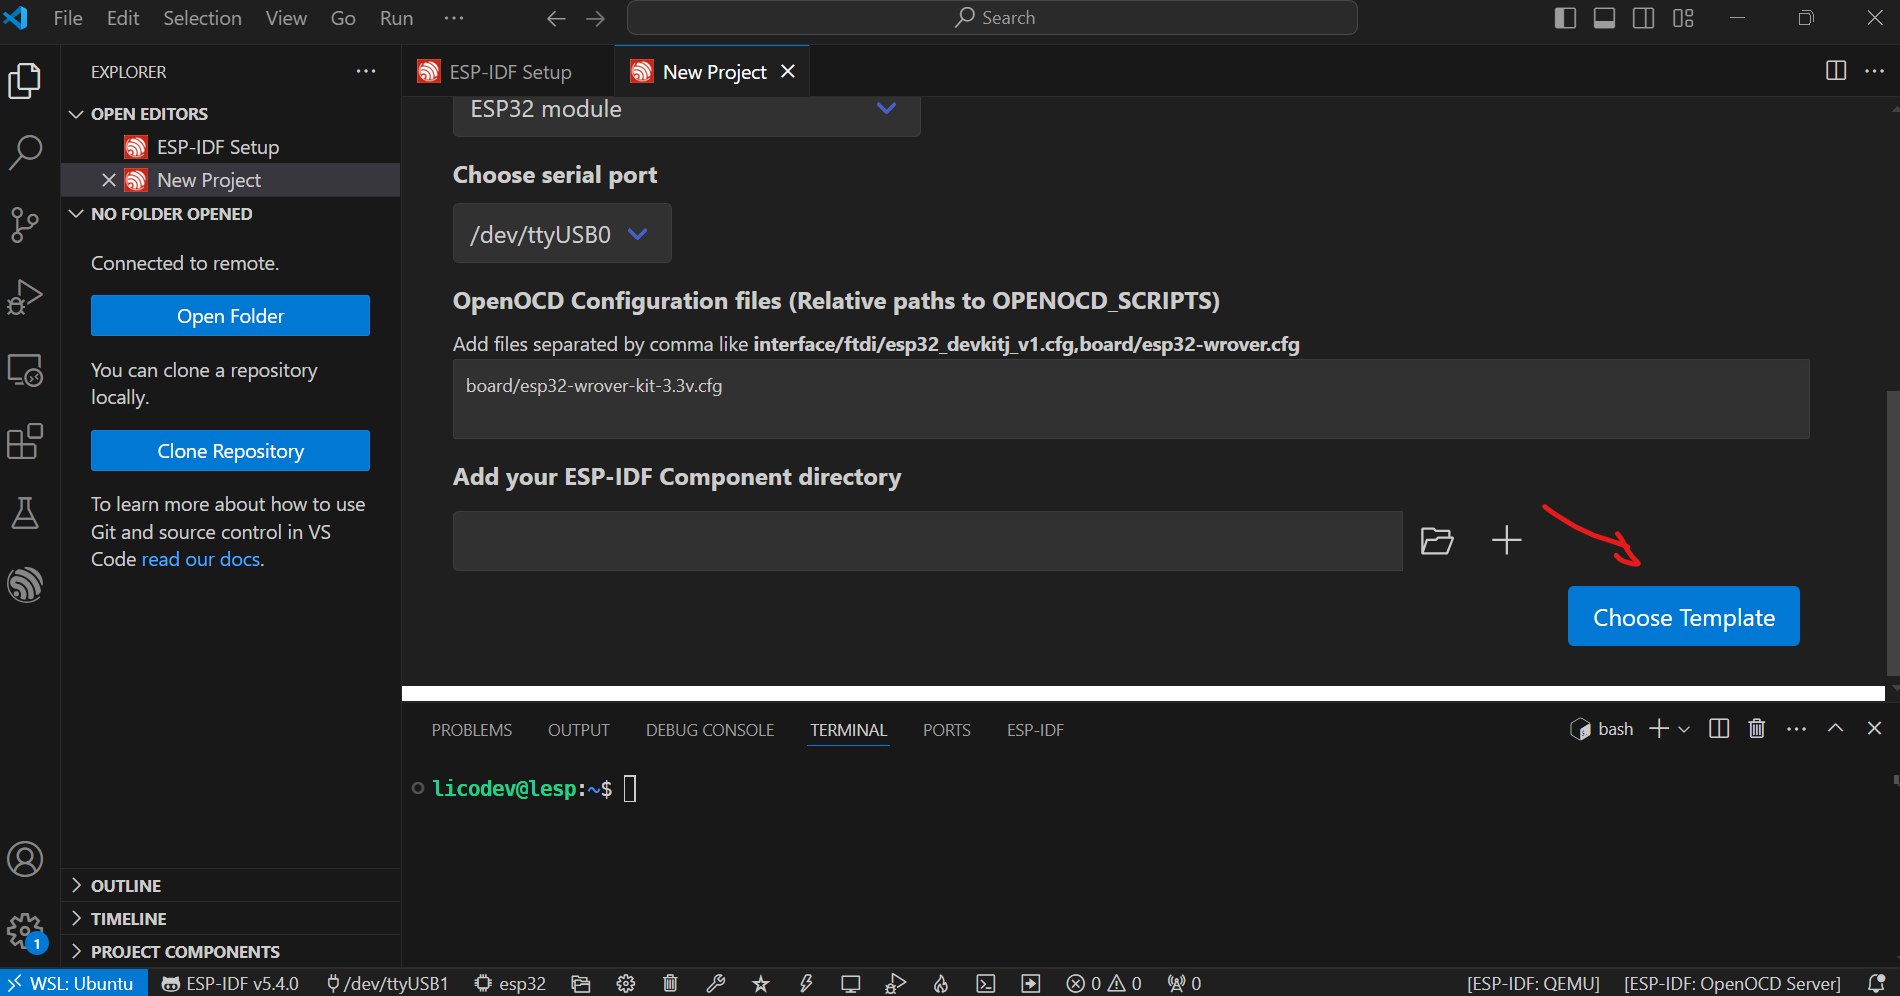 File Edit Selection View Go Run ···
Search
EXPLORER ···
ESP-IDF Setup
New Project
OPEN EDITORS
ESP-IDF Setup
New Project
NO FOLDER OPENED
Connected to remote.
Open Folder
You can clone a repository
locally.
Clone Repository
To learn more about how to use
Git and source control in VS
Code read our docs.
OUTLINE
TIMELINE
PROJECT COMPONENTS
1
ESP32 module
Choose serial port
/dev/ttyUSB0
OpenOCD Configuration files (Relative paths to OPENOCD_SCRIPTS)
Add files separated by comma like interface/ftdi/esp32_devkitj_v1.cfg,board/esp32-wrover.cfg
board/esp32-wrover-kit-3.3v.cfg
Add your ESP-IDF Component directory
Choose Template
PROBLEMS OUTPUT DEBUG CONSOLE TERMINAL PORTS ESP-IDF
bash
licodev@lesp:~$
WSL: Ubuntu ESP-IDF v5.4.0 /dev/ttyUSB1 esp32 0 0 0 [ESP-IDF: QEMU] [ESP-IDF: OpenOCD Server]